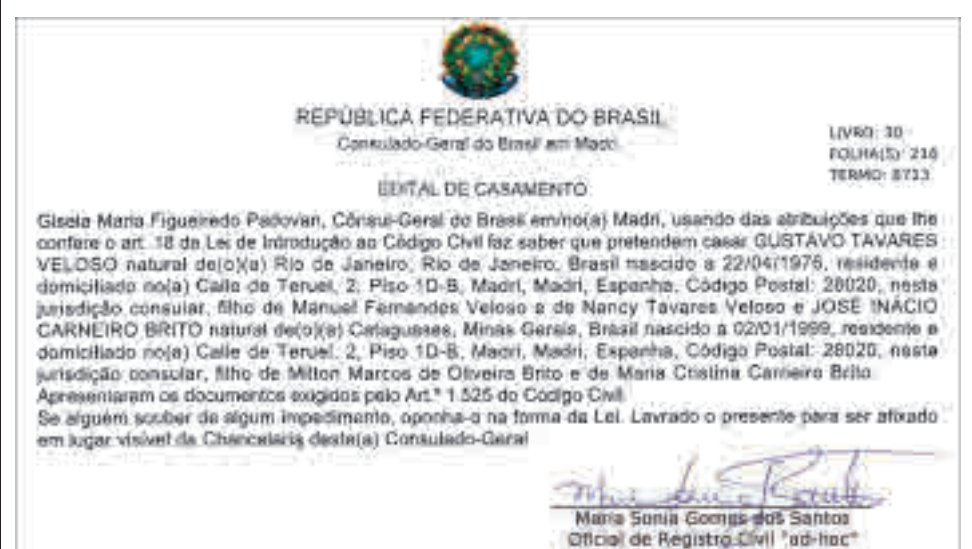 REPÚBLICA FEDERATIVA DO BRASIL
Consulado-Geral do Brasil em Madri
LIVRO: 30
FOLHA(S): 216
TERMO: 8713
EDITAL DE CASAMENTO
Gisela Maria Figueiredo Padovan, Cônsul-Geral do Brasil em/no(a) Madri, usando das atribuições que lhe
confere o art. 18 da Lei de Introdução ao Código Civil faz saber que pretendem casar GUSTAVO TAVARES
VELOSO natural de(o)(a) Rio de Janeiro, Rio de Janeiro, Brasil nascido a 22/04/1976, residente e
domiciliado no(a) Calle de Teruel, 2, Piso 1D-B, Madri, Madri, Espanha, Código Postal: 28020, nesta
jurisdição consular, filho de Manuel Fernandes Veloso e de Nancy Tavares Veloso e JOSÉ INÁCIO
CARNEIRO BRITO natural de(o)(a) Cataguases, Minas Gerais, Brasil nascido a 02/01/1999, residente e
domiciliado no(a) Calle de Teruel, 2, Piso 1D-B, Madri, Madri, Espanha, Código Postal: 28020, nesta
jurisdição consular, filho de Milton Marcos de Oliveira Brito e de Maria Cristina Carneiro Brito.
Apresentaram os documentos exigidos pelo Art.º 1.525 do Código Civil.
Se alguém souber de algum impedimento, oponha-o na forma da Lei. Lavrado o presente para ser afixado
em lugar visível da Chancelaria deste(a) Consulado-Geral
Maria Sonia Gomes dos Santos
Oficial de Registro Civil "ad-hoc"